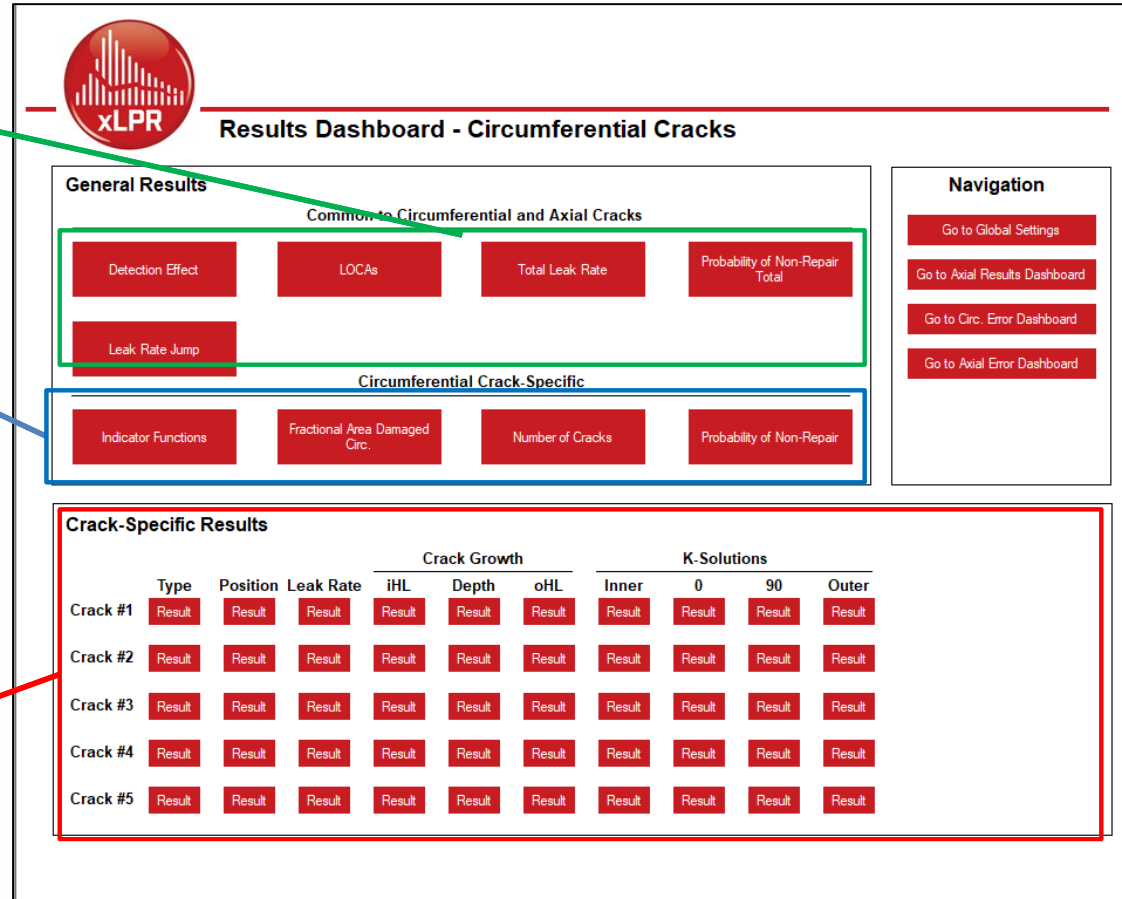 xLPR
Results Dashboard - Circumferential Cracks
General Results
Common to Circumferential and Axial Cracks
Detection Effect
LOCAs
Total Leak Rate
Probability of Non-Repair
Total
Leak Rate Jump
Circumferential Crack-Specific
Indicator Functions
Fractional Area Damaged
Circ.
Number of Cracks
Probability of Non-Repair
Navigation
Go to Global Settings
Go to Axial Results Dashboard
Go to Circ. Error Dashboard
Go to Axial Error Dashboard
Crack-Specific Results
Crack Growth K-Solutions
Type Position Leak Rate iHL Depth oHL Inner 0 90 Outer
Crack #1 Result Result Result Result Result Result Result Result Result Result
Crack #2 Result Result Result Result Result Result Result Result Result Result
Crack #3 Result Result Result Result Result Result Result Result Result Result
Crack #4 Result Result Result Result Result Result Result Result Result Result
Crack #5 Result Result Result Result Result Result Result Result Result Result